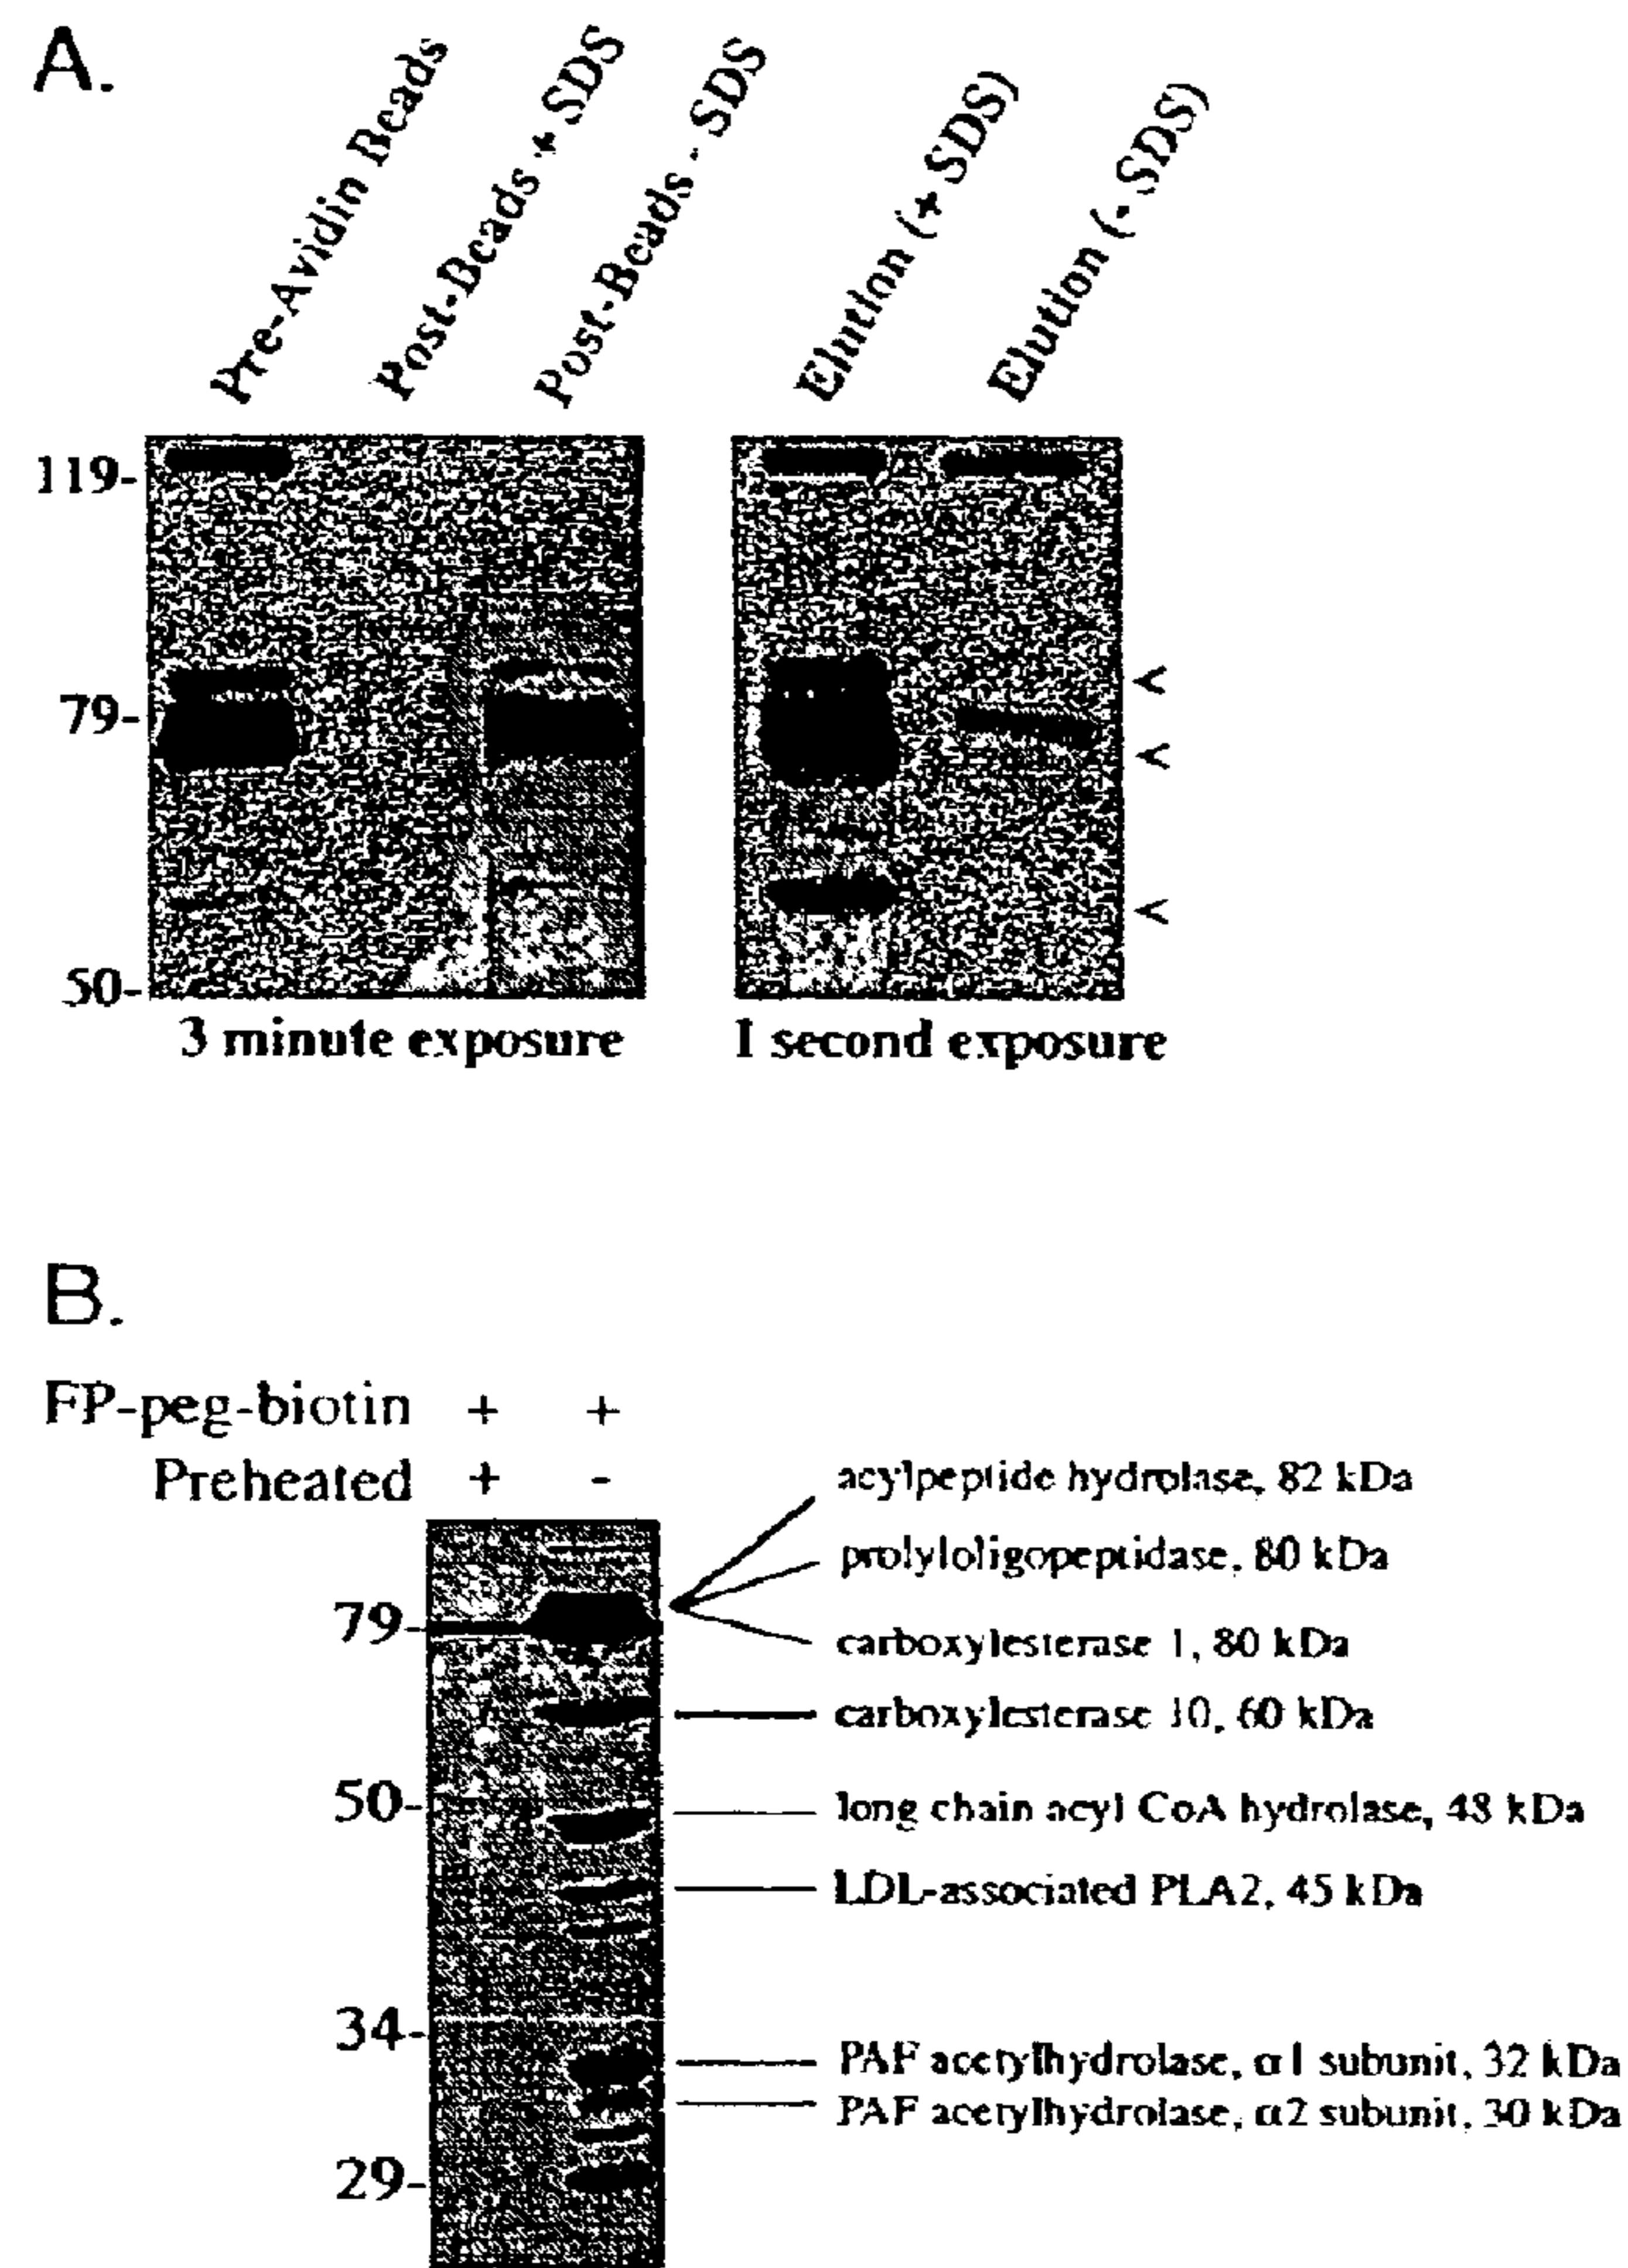 A.
Pre-Avidin Beads
Post-Beads + SDS
Post-Beads - SDS
Elution (+ SDS)
Elution (- SDS)
119-
79-
50-
<
<
<
3 minute exposure
1 second exposure
B.
FP-peg-biotin + +
Preheated + -
79-
50-
34-
29-
acylpeptide hydrolase, 82 kDa
prolyloligopeptidase, 80 kDa
carboxylesterase 1, 80 kDa
carboxylesterase 10, 60 kDa
long chain acyl CoA hydrolase, 48 kDa
LDL-associated PLA2, 45 kDa
PAF acetylhydrolase, α1 subunit, 32 kDa
PAF acetylhydrolase, α2 subunit, 30 kDa